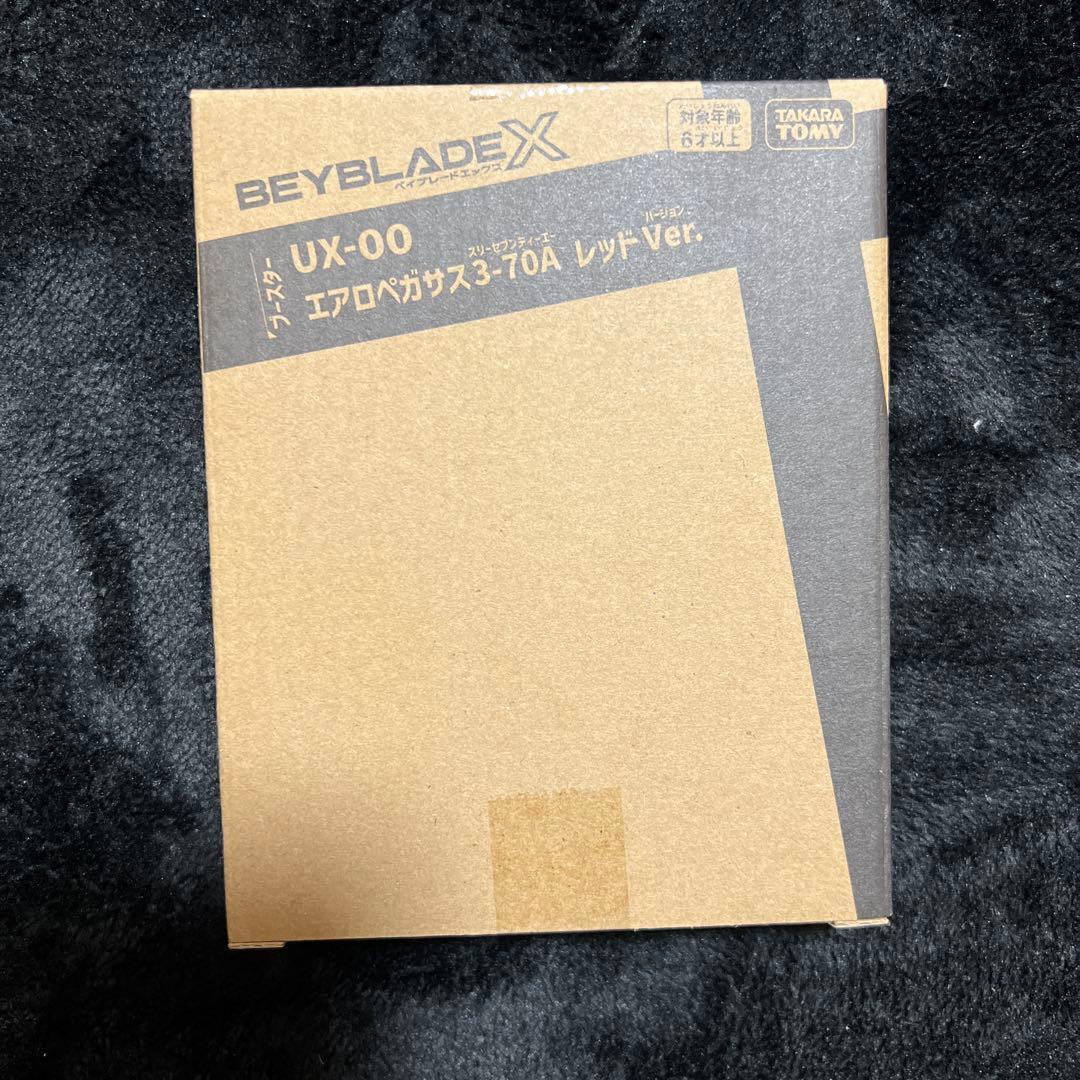 BEYBLADE X
ベイブレードエックス
対象年齢
6才以上
TAKARA
TOMY
ブースター
UX-00
スリーセブンティーエー
バージョン
エアロペガサス3-70A レッドVer.